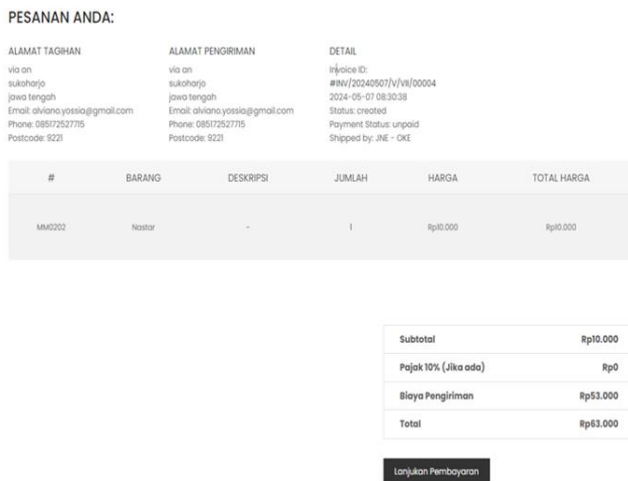 PESANAN ANDA:
ALAMAT TAGIHAN
via an
sukoharjo
jawa tengah
Email: alviano.yossia@gmail.com
Phone: 085172527715
Postcode: 9221
ALAMAT PENGIRIMAN
via an
sukoharjo
jawa tengah
Email: alviano.yossia@gmail.com
Phone: 085172527715
Postcode: 9221
DETAIL
Invoice ID:
#INV/20240507/V/VII/00004
2024-05-07 08:30:38
Status: created
Payment Status: unpaid
Shipped by: JNE - OKE
# BARANG DESKRIPSI JUMLAH HARGA TOTAL HARGA
MM0202 Nastar - 1 Rp10.000 Rp10.000
Subtotal Rp10.000
Pajak 10% (Jika ada) Rp0
Biaya Pengiriman Rp53.000
Total Rp63.000
Lanjukan Pembayaran